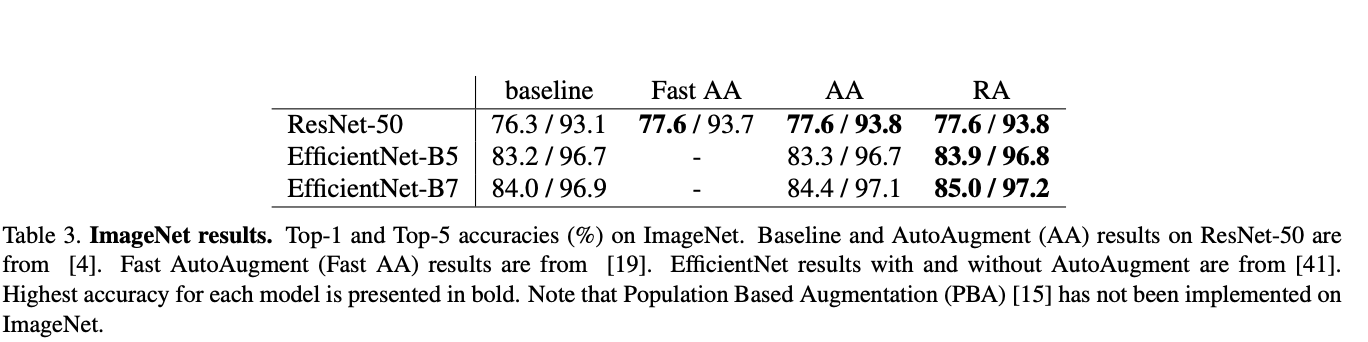 baseline Fast AA AA RA
ResNet-50 76.3 / 93.1 77.6 / 93.7 77.6 / 93.8 77.6 / 93.8
EfficientNet-B5 83.2 / 96.7 - 83.3 / 96.7 83.9 / 96.8
EfficientNet-B7 84.0 / 96.9 - 84.4 / 97.1 85.0 / 97.2
Table 3. ImageNet results. Top-1 and Top-5 accuracies (%) on ImageNet. Baseline and AutoAugment (AA) results on ResNet-50 are
from [4]. Fast AutoAugment (Fast AA) results are from [19]. EfficientNet results with and without AutoAugment are from [41].
Highest accuracy for each model is presented in bold. Note that Population Based Augmentation (PBA) [15] has not been implemented on
ImageNet.